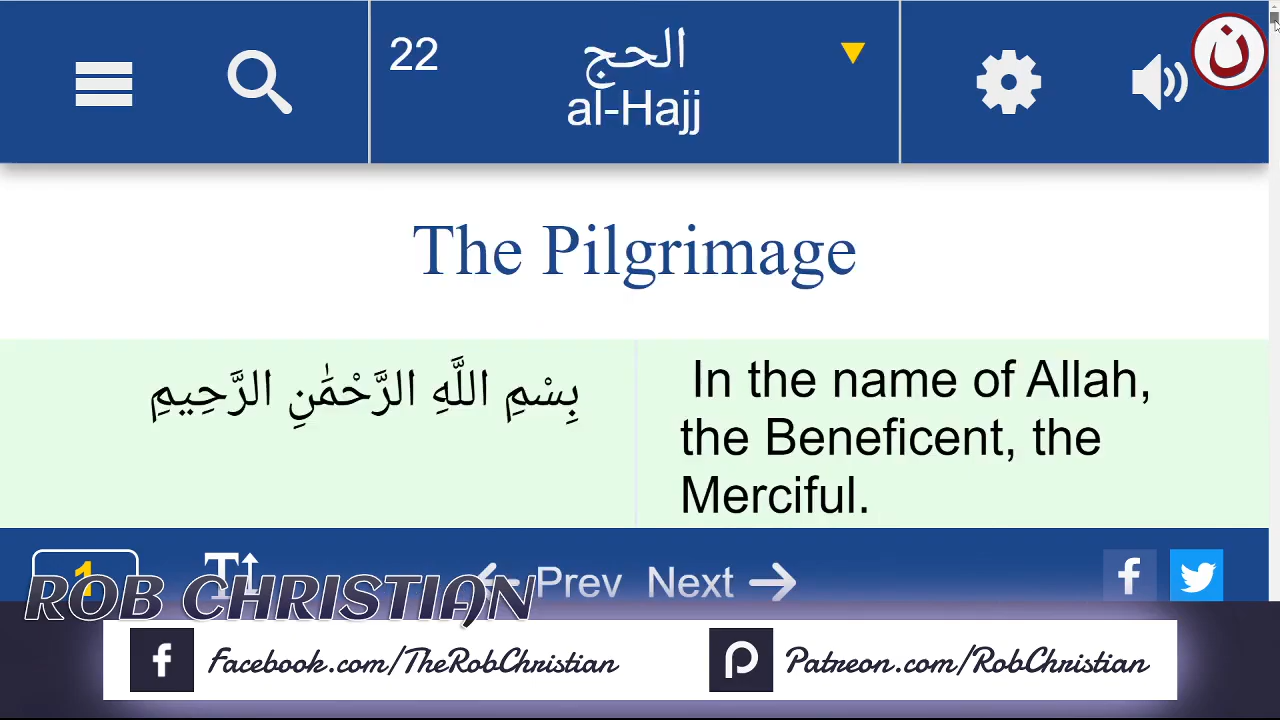 22
الحج
al-Hajj
ن
The Pilgrimage
بِسْمِ اللَّهِ الرَّحْمَٰنِ الرَّحِيمِ
In the name of Allah,
the Beneficent, the
Merciful.
1
Prev Next
ROB CHRISTIAN
Facebook.com/TheRobChristian
Patreon.com/RobChristian